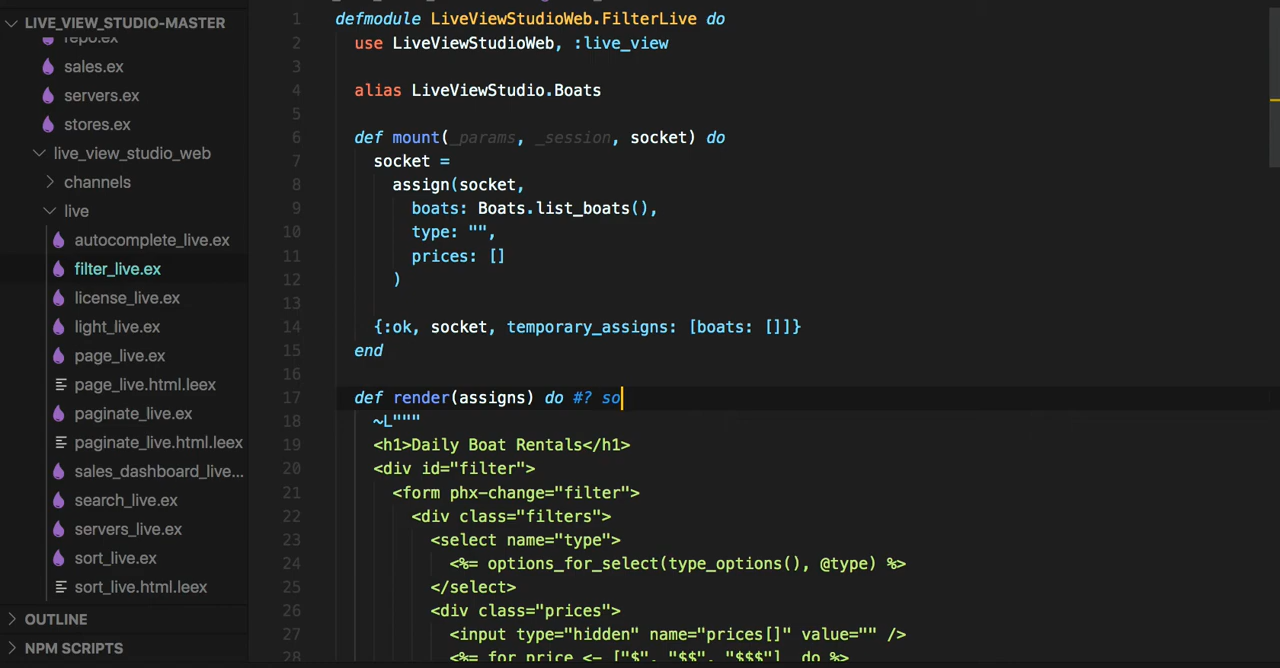 LIVE_VIEW_STUDIO-MASTER
repo.ex
sales.ex
servers.ex
stores.ex
live_view_studio_web
channels
live
autocomplete_live.ex
filter_live.ex
license_live.ex
light_live.ex
page_live.ex
page_live.html.leex
paginate_live.ex
paginate_live.html.leex
sales_dashboard_live...
search_live.ex
servers_live.ex
sort_live.ex
sort_live.html.leex
OUTLINE
NPM SCRIPTS
1 defmodule LiveViewStudioWeb.FilterLive do
2 use LiveViewStudioWeb, :live_view
3
4 alias LiveViewStudio.Boats
5
6 def mount(_params, _session, socket) do
7 socket =
8 assign(socket,
9 boats: Boats.list_boats(),
10 type: "",
11 prices: []
12 )
13
14 {:ok, socket, temporary_assigns: [boats: []]}
15 end
16
17 def render(assigns) do #? so
18 ~L"""
19 <h1>Daily Boat Rentals</h1>
20 <div id="filter">
21 <form phx-change="filter">
22 <div class="filters">
23 <select name="type">
24 <%= options_for_select(type_options(), @type) %>
25 </select>
26 <div class="prices">
27 <input type="hidden" name="prices[]" value="" />
28 <%= for price <- ["$", "$$", "$$$"] do %>